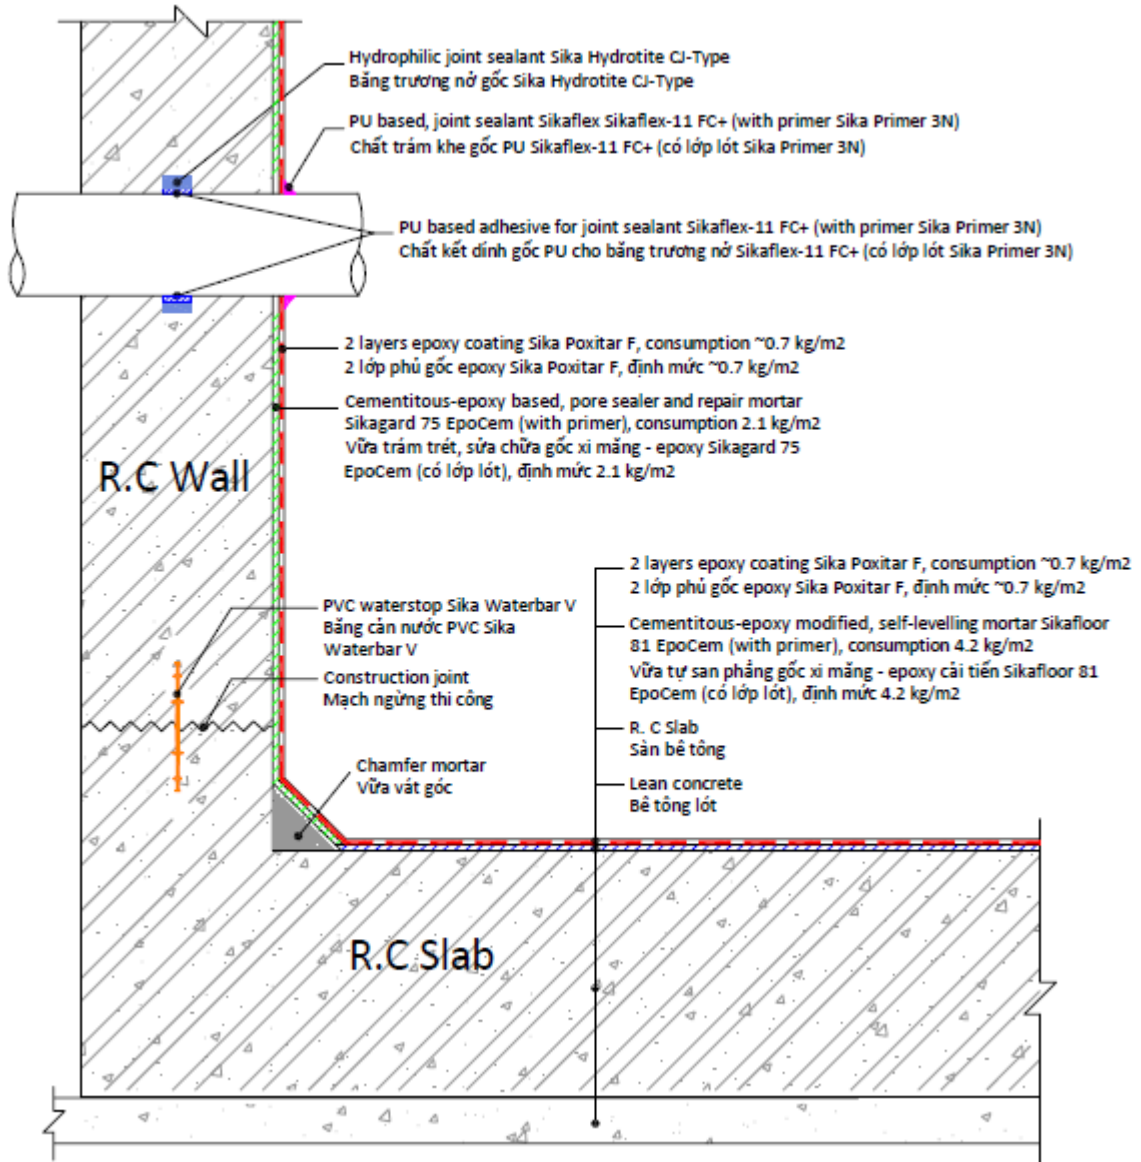 Hydrophilic joint sealant Sika Hydrotite CJ-Type
Băng trương nở gốc Sika Hydrotite CJ-Type
PU based, joint sealant Sikaflex Sikaflex-11 FC+ (with primer Sika Primer 3N)
Chất trám khe gốc PU Sikaflex-11 FC+ (có lớp lót Sika Primer 3N)
PU based adhesive for joint sealant Sikaflex-11 FC+ (with primer Sika Primer 3N)
Chất kết dính gốc PU cho băng trương nở Sikaflex-11 FC+ (có lớp lót Sika Primer 3N)
2 layers epoxy coating Sika Poxitar F, consumption ~0.7 kg/m2
2 lớp phủ gốc epoxy Sika Poxitar F, định mức ~0.7 kg/m2
Cementitous-epoxy based, pore sealer and repair mortar
Sikagard 75 EpoCem (with primer), consumption 2.1 kg/m2
Vữa trám trét, sửa chữa gốc xi măng - epoxy Sikagard 75
EpoCem (có lớp lót), định mức 2.1 kg/m2
R.C Wall
2 layers epoxy coating Sika Poxitar F, consumption ~0.7 kg/m2
2 lớp phủ gốc epoxy Sika Poxitar F, định mức ~0.7 kg/m2
Cementitous-epoxy modified, self-levelling mortar Sikafloor
81 EpoCem (with primer), consumption 4.2 kg/m2
Vữa tự san phẳng gốc xi măng - epoxy cải tiến Sikafloor 81
EpoCem (có lớp lót), định mức 4.2 kg/m2
R. C Slab
Sàn bê tông
Lean concrete
Bê tông lót
PVC waterstop Sika Waterbar V
Băng cản nước PVC Sika
Waterbar V
Construction joint
Mạch ngừng thi công
Chamfer mortar
Vữa vát góc
R.C Slab